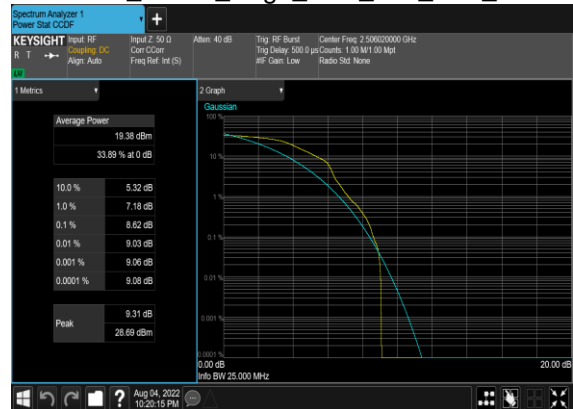 Spectrum Analyzer 1
Power Stat CCDF
+
KEYSIGHT
R T
LW
Input: RF
Coupling: DC
Align: Auto
Input Z: 50 Ω
Corr CCorr
Freq Ref: Int (S)
Atten: 40 dB
Trig: RF Burst
Trig Delay: 500.0 µs
#IF Gain: Low
Center Freq: 2.506020000 GHz
Counts: 1.00 M/1.00 Mpt
Radio Std: None
1 Metrics
Average Power
19.38 dBm
33.89 % at 0 dB
10.0 % 5.32 dB
1.0 % 7.18 dB
0.1 % 8.62 dB
0.01 % 9.03 dB
0.001 % 9.06 dB
0.0001 % 9.08 dB
Peak
9.31 dB
28.69 dBm
2 Graph
Gaussian
100 %
10 %
1 %
0.1 %
0.01 %
0.001 %
0.0001 %
0.00 dB 20.00 dB
Info BW 25.000 MHz
?
Aug 04, 2022
10:20:15 PM